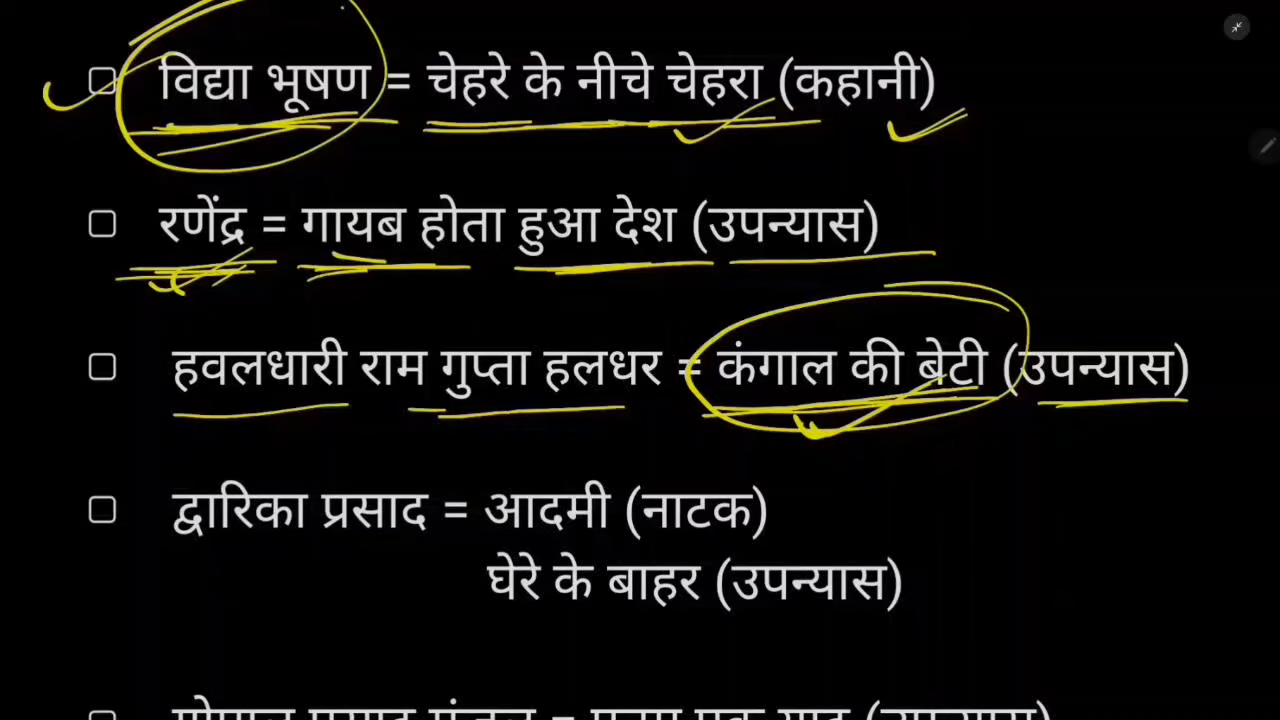 विद्या भूषण = चेहरे के नीचे चेहरा (कहानी)
रणेंद्र = गायब होता हुआ देश (उपन्यास)
हवलधारी राम गुप्ता हलधर = कंगाल की बेटी (उपन्यास)
द्वारिका प्रसाद = आदमी (नाटक)
घेरे के बाहर (उपन्यास)